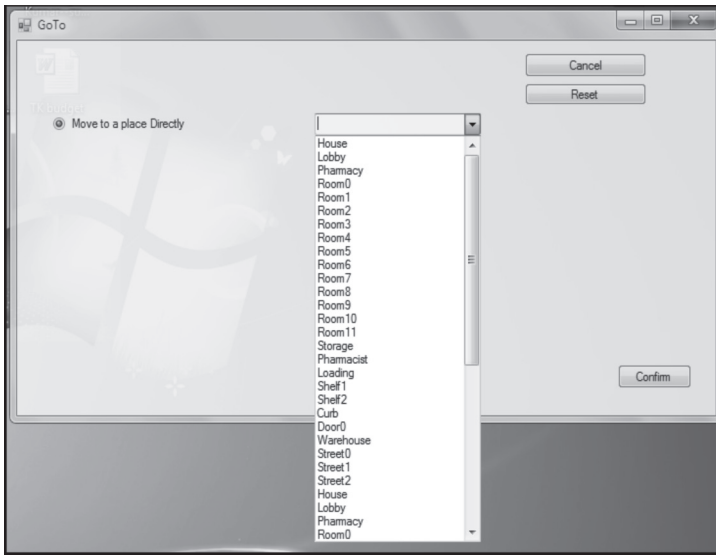 GoTo
Cancel
Reset
Move to a place Directly
House
Lobby
Pharmacy
Room0
Room1
Room2
Room3
Room4
Room5
Room6
Room7
Room8
Room9
Room10
Room11
Storage
Pharmacist
Loading
Shelf1
Shelf2
Curb
Door0
Warehouse
Street0
Street1
Street2
House
Lobby
Pharmacy
Room0
Confirm